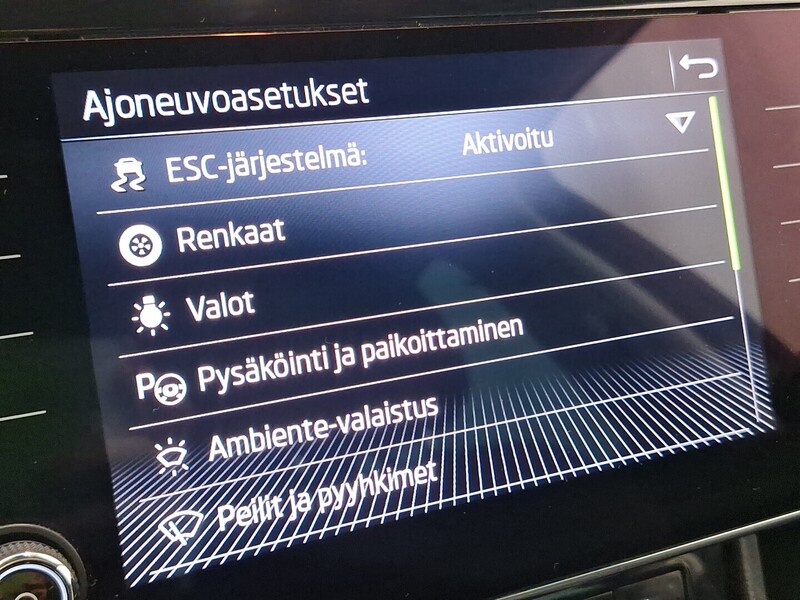 Ajoneuvoasetukset
ESC-järjestelmä: Aktivoitu
Renkaat
Valot
P Pysäköinti ja paikoittaminen
Ambiente-valaistus
Peilit ja pyyhkimet